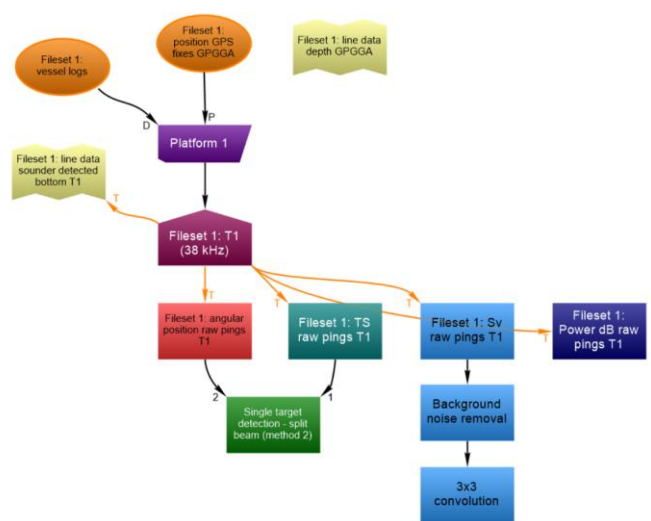 Fileset 1:
vessel logs
Fileset 1:
position GPS
fixes GPGGA
Fileset 1: line data
depth GPGGA
D
P
Platform 1
Fileset 1: line data
sounder detected
bottom T1
T
Fileset 1: T1
(38 kHz)
T
T
T
T
Fileset 1: angular
position raw pings
T1
Fileset 1: TS
raw pings T1
Fileset 1: Sv
raw pings T1
Fileset 1:
Power dB raw
pings T1
2
1
Single target
detection - split
beam (method 2)
Background
noise removal
3x3
convolution